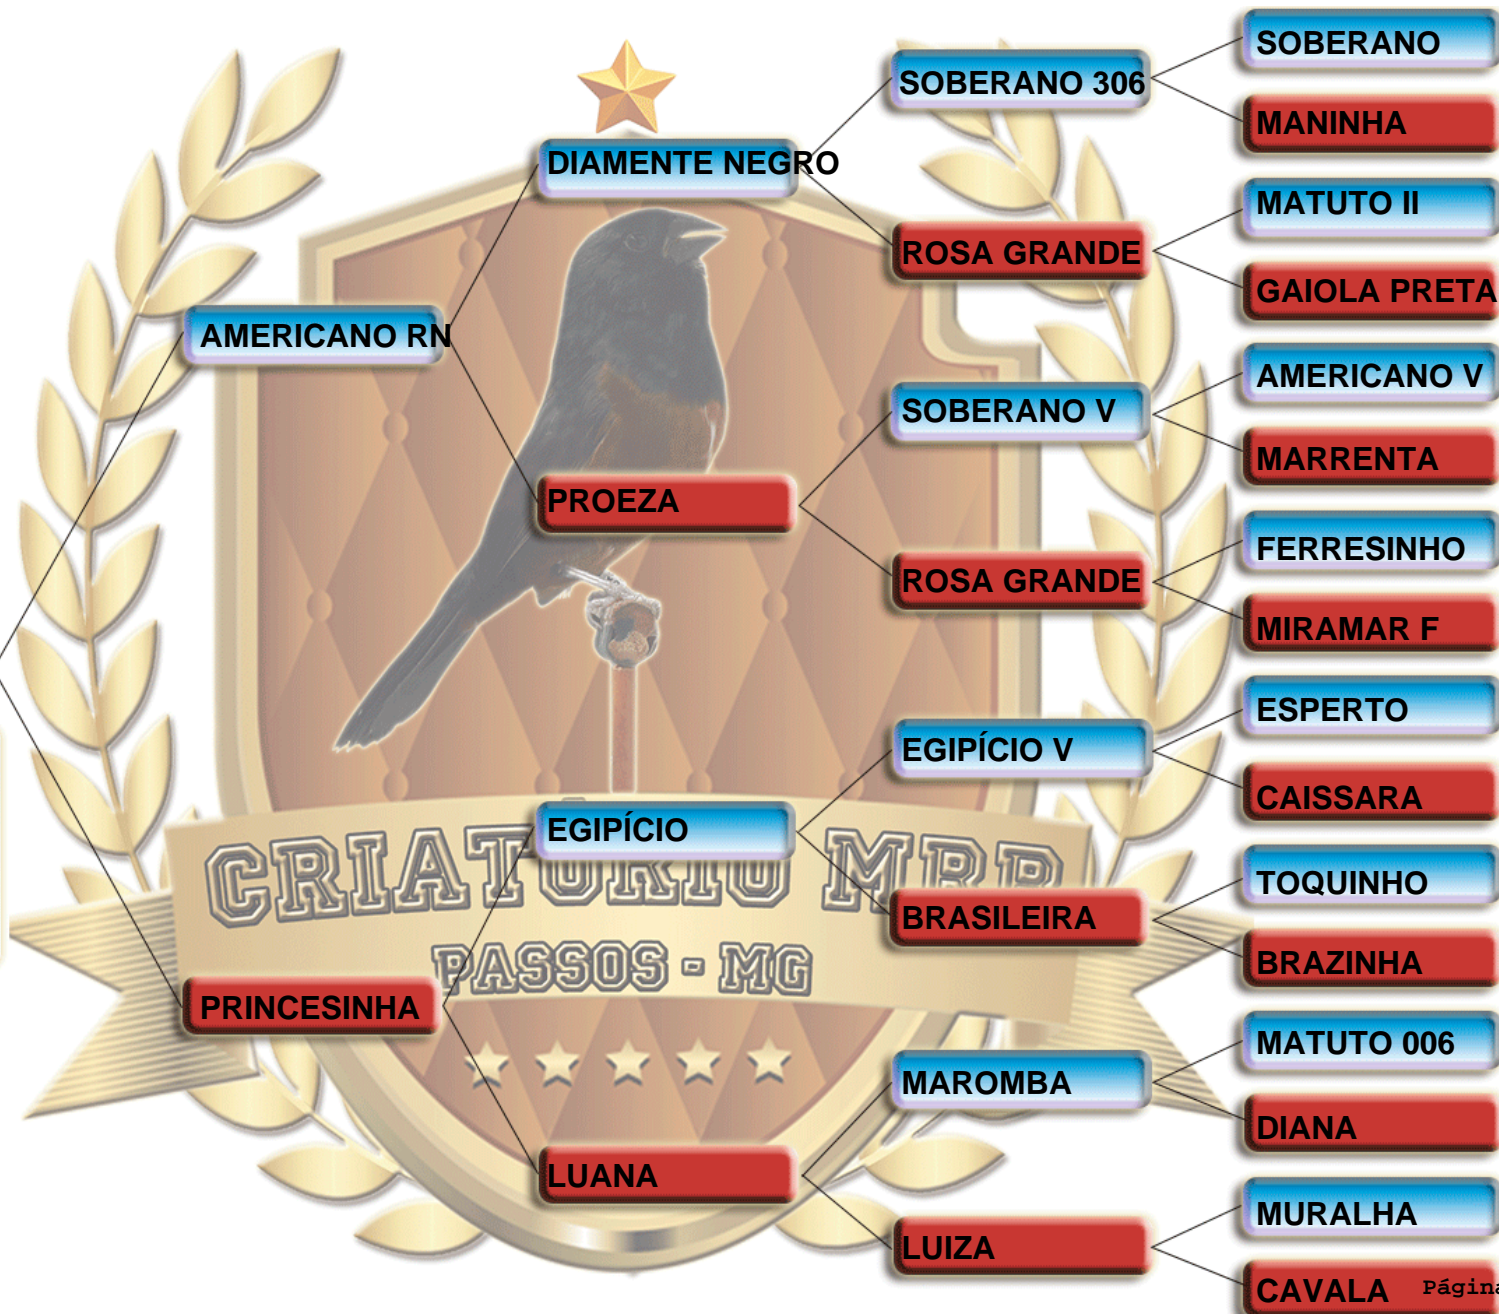 SOBERANO
SOBERANO 306
MANINHA
DIAMENTE NEGRO
MATUTO II
ROSA GRANDE
GAIOLA PRETA
AMERICANO RN
AMERICANO V
SOBERANO V
MARRENTA
PROEZA
FERRESINHO
ROSA GRANDE
MIRAMAR F
ESPERTO
EGIPÍCIO V
CAISSARA
EGIPÍCIO
CRIATÓRIO MRP
TOQUINHO
BRASILEIRA
PASSOS - MG
BRAZINHA
PRINCESINHA
MATUTO 006
MAROMBA
DIANA
LUANA
MURALHA
LUIZA
CAVALA
Página